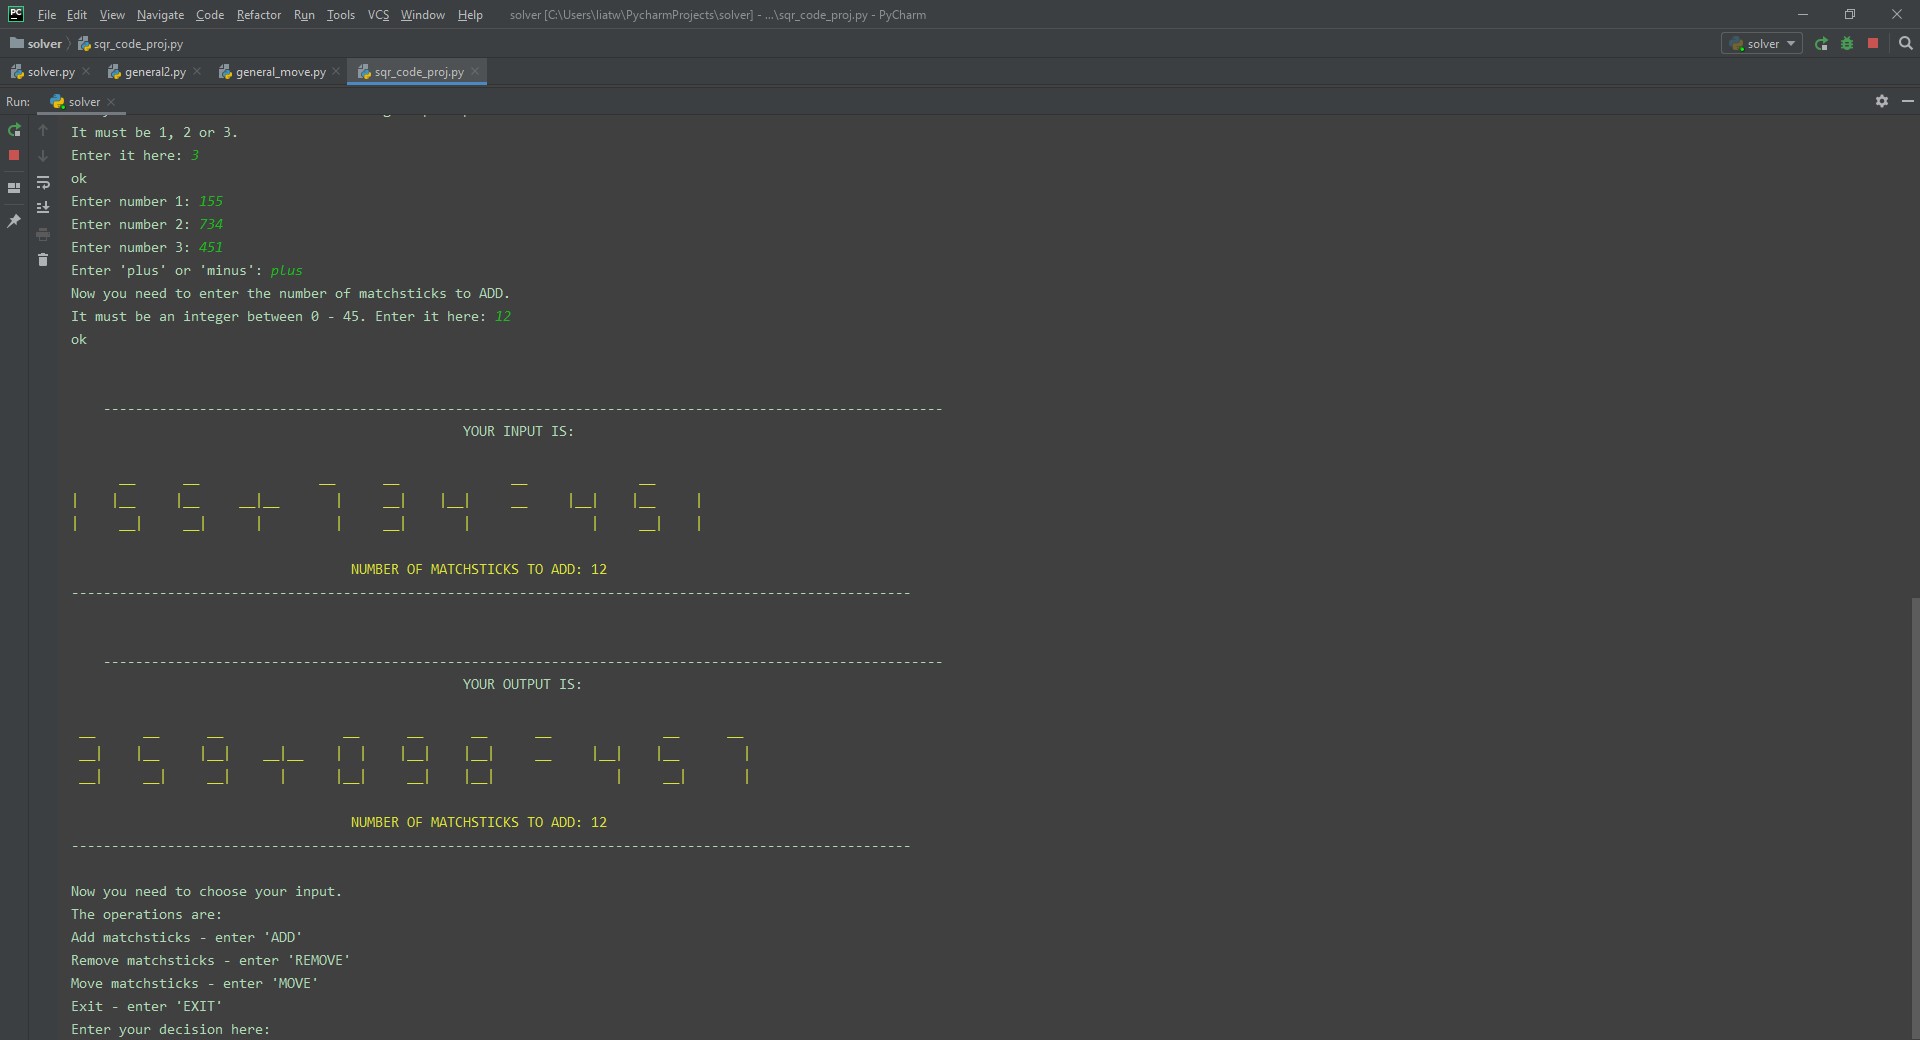 PC File Edit View Navigate Code Refactor Run Tools VCS Window Help solver [C:\Users\liatw\PycharmProjects\solver] - ...\sqr_code_proj.py - PyCharm
solver sqr_code_proj.py solver
solver.py general2.py general_move.py sqr_code_proj.py
Run: solver
It must be 1, 2 or 3.
Enter it here: 3
ok
Enter number 1: 155
Enter number 2: 734
Enter number 3: 451
Enter 'plus' or 'minus': plus
Now you need to enter the number of matchsticks to ADD.
It must be an integer between 0 - 45. Enter it here: 12
ok
YOUR INPUT IS:
155 + 734 = 451
NUMBER OF MATCHSTICKS TO ADD: 12
YOUR OUTPUT IS:
359 + 098 = 457
NUMBER OF MATCHSTICKS TO ADD: 12
Now you need to choose your input.
The operations are:
Add matchsticks - enter 'ADD'
Remove matchsticks - enter 'REMOVE'
Move matchsticks - enter 'MOVE'
Exit - enter 'EXIT'
Enter your decision here: